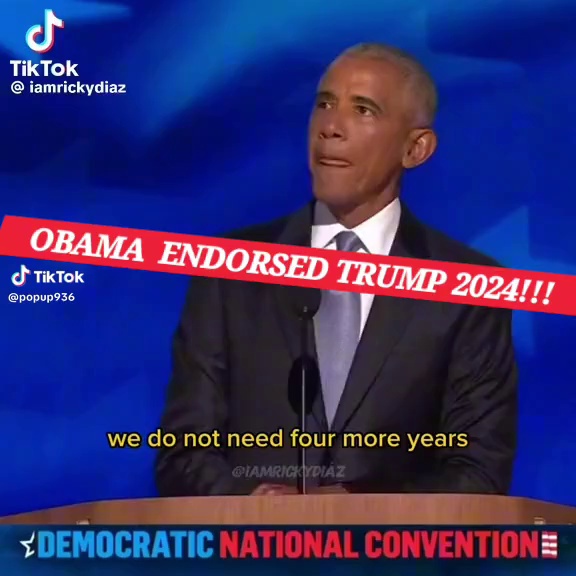 TikTok
@ iamrickydiaz
OBAMA ENDORSED TRUMP 2024!!!
TikTok
@popup936
we do not need four more years
@IAMRICKYDIAZ
DEMOCRATIC NATIONAL CONVENTION